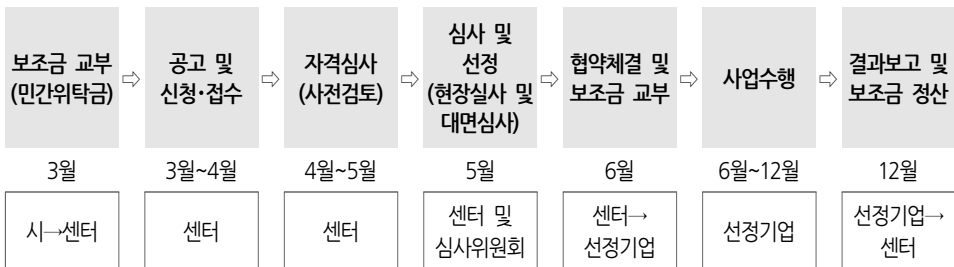 보조금 교부
(민간위탁금)
⇨
공고 및
신청·접수
⇨
자격심사
(사전검토)
⇨
심사 및
선정
(현장실사 및
대면심사)
⇨
협약체결 및
보조금 교부
⇨
사업수행
⇨
결과보고 및
보조금 정산
3월
3월~4월
4월~5월
5월
6월
6월~12월
12월
시→센터
센터
센터
센터 및
심사위원회
센터→
선정기업
선정기업
선정기업→
센터